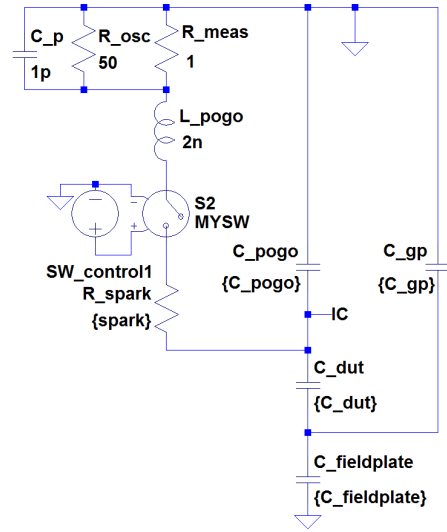 C_p
1p
R_osc
50
R_meas
1
L_pogo
2n
S2
MYSW
SW_control1
R_spark
{spark}
C_pogo
{C_pogo}
C_gp
{C_gp}
IC
C_dut
{C_dut}
C_fieldplate
{C_fieldplate}